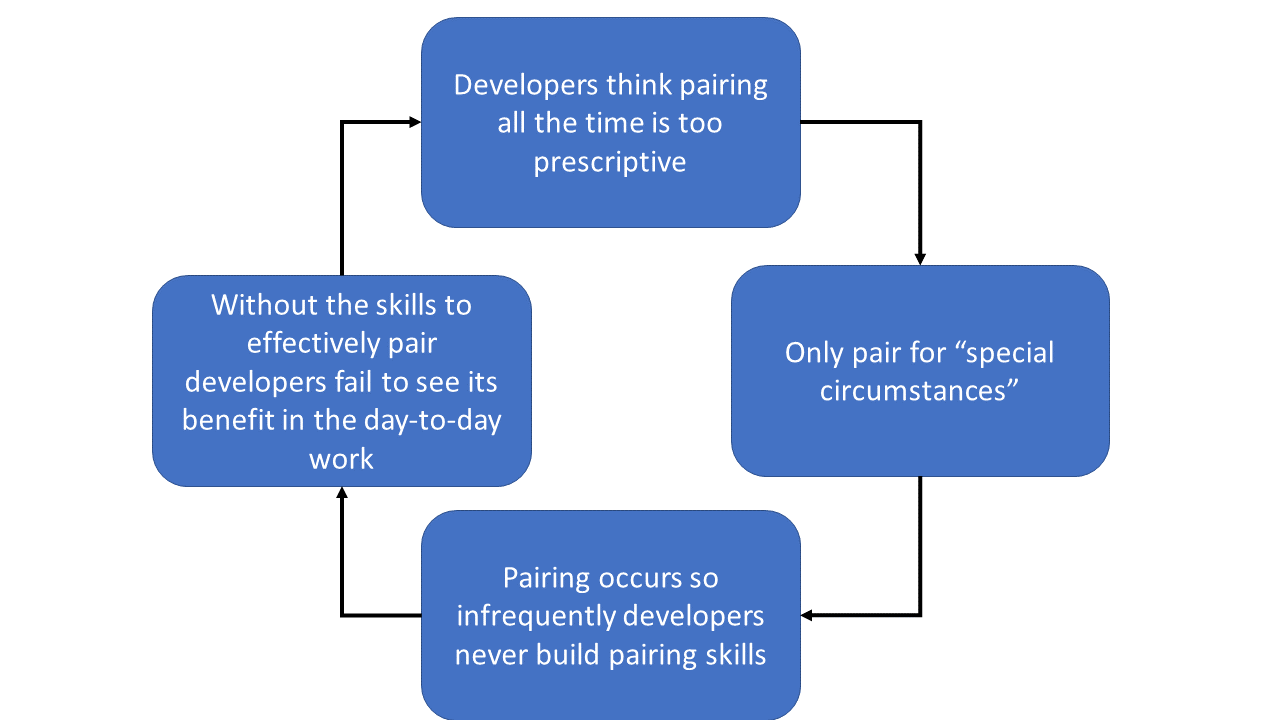 Developers think pairing
all the time is too
prescriptive
Only pair for “special
circumstances”
Pairing occurs so
infrequently developers
never build pairing skills
Without the skills to
effectively pair
developers fail to see its
benefit in the day-to-day
work